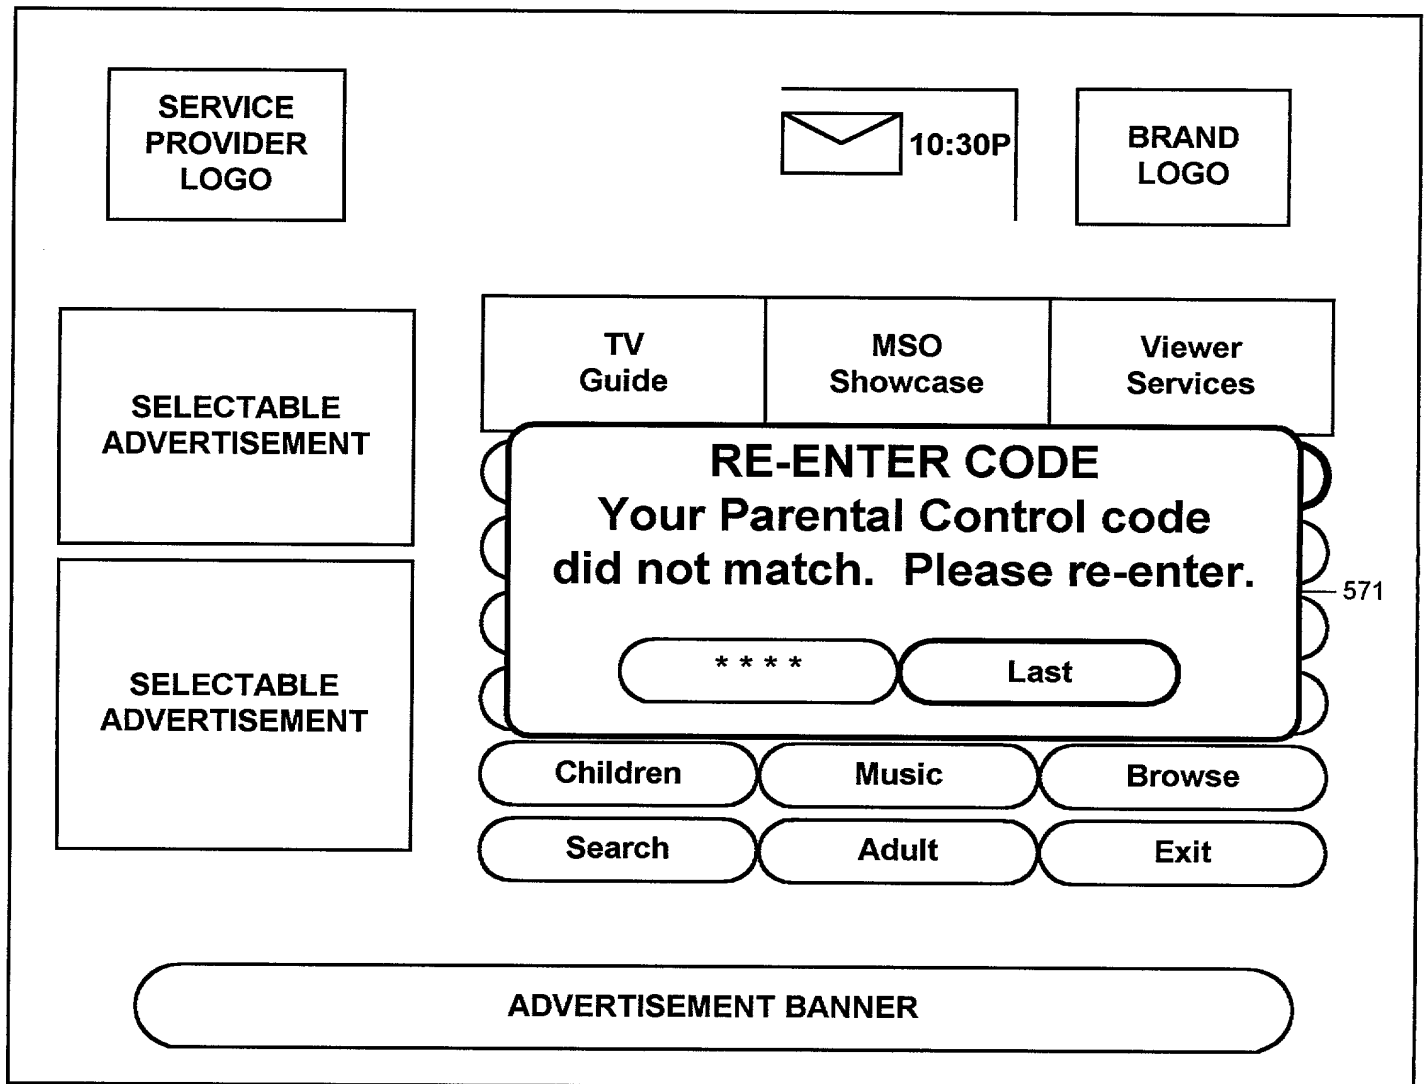 SERVICE
PROVIDER
LOGO
10:30P
BRAND
LOGO
TV
Guide
MSO
Showcase
Viewer
Services
SELECTABLE
ADVERTISEMENT
RE-ENTER CODE
Your Parental Control code
did not match.  Please re-enter.
571
* * * *
Last
SELECTABLE
ADVERTISEMENT
Children
Music
Browse
Search
Adult
Exit
ADVERTISEMENT BANNER